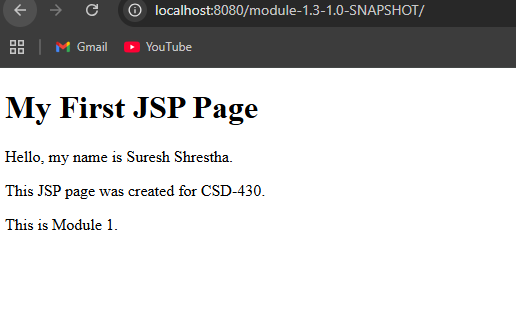 localhost:8080/module-1.3-1.0-SNAPSHOT/
Gmail YouTube
My First JSP Page
Hello, my name is Suresh Shrestha.
This JSP page was created for CSD-430.
This is Module 1.